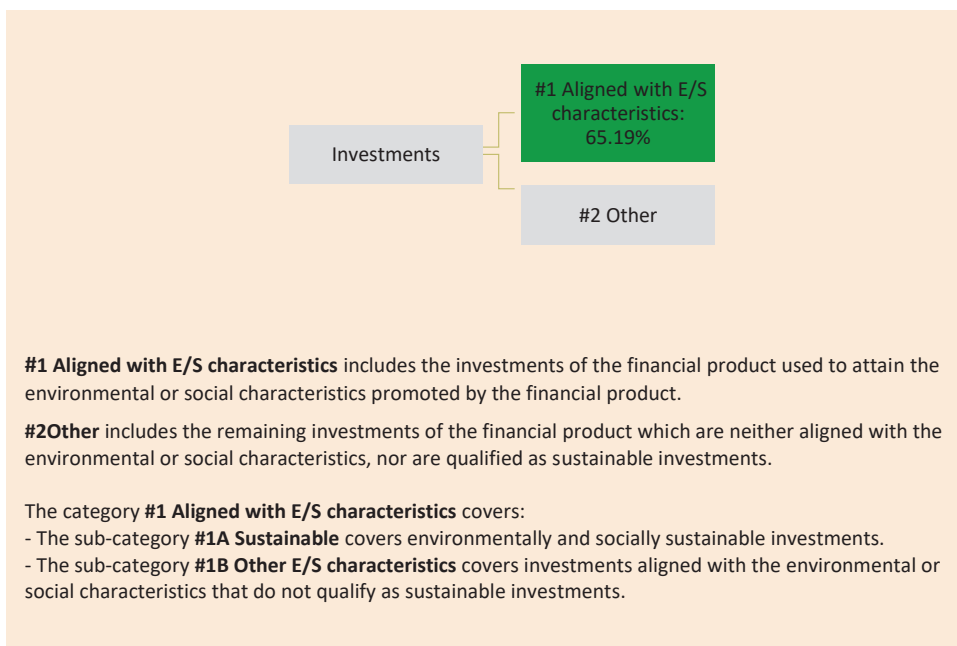 #1 Aligned with E/S
characteristics:
65.19%
Investments
#2 Other
#1 Aligned with E/S characteristics includes the investments of the financial product used to attain the
environmental or social characteristics promoted by the financial product.
#2Other includes the remaining investments of the financial product which are neither aligned with the
environmental or social characteristics, nor are qualified as sustainable investments.
The category #1 Aligned with E/S characteristics covers:
- The sub-category #1A Sustainable covers environmentally and socially sustainable investments.
- The sub-category #1B Other E/S characteristics covers investments aligned with the environmental or
social characteristics that do not qualify as sustainable investments.